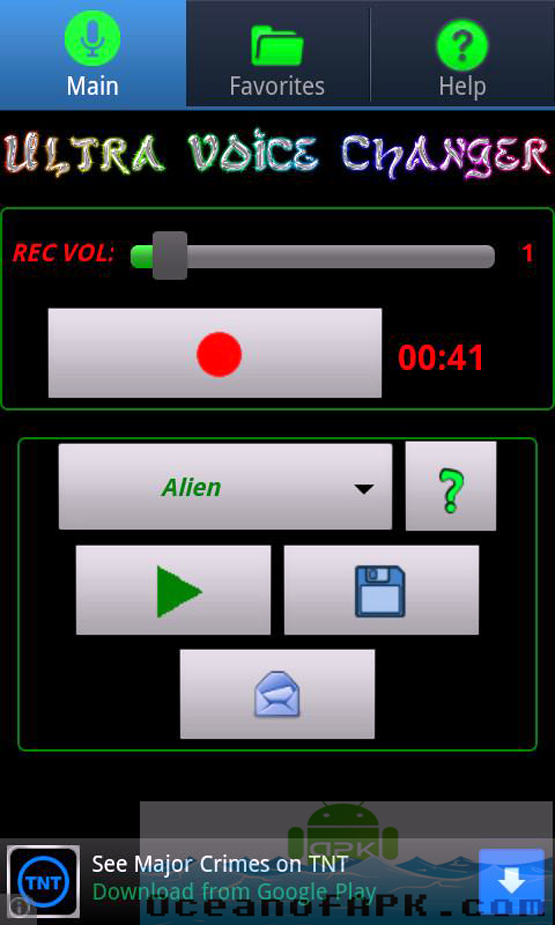 Main
Favorites
Help
ULTRA VOICE CHANGER
REC VOL:
1
00:41
Alien
?
See Major Crimes on TNT
TNT
Download from Google Play
APK
OceanofAPK.com